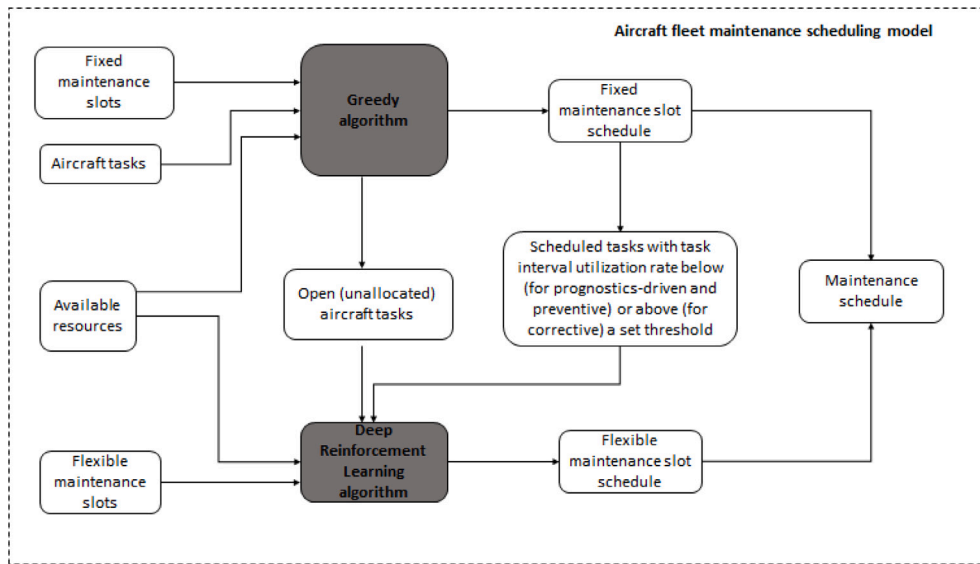 Aircraft fleet maintenance scheduling model
Fixed
maintenance
slots
Greedy
algorithm
Fixed
maintenance slot
schedule
Aircraft tasks
Available
resources
Open (unallocated)
aircraft tasks
Scheduled tasks with task
interval utilization rate below
(for prognostics-driven and
preventive) or above (for
corrective) a set threshold
Maintenance
schedule
Flexible
maintenance
slots
Deep
Reinforcement
Learning
algorithm
Flexible
maintenance slot
schedule